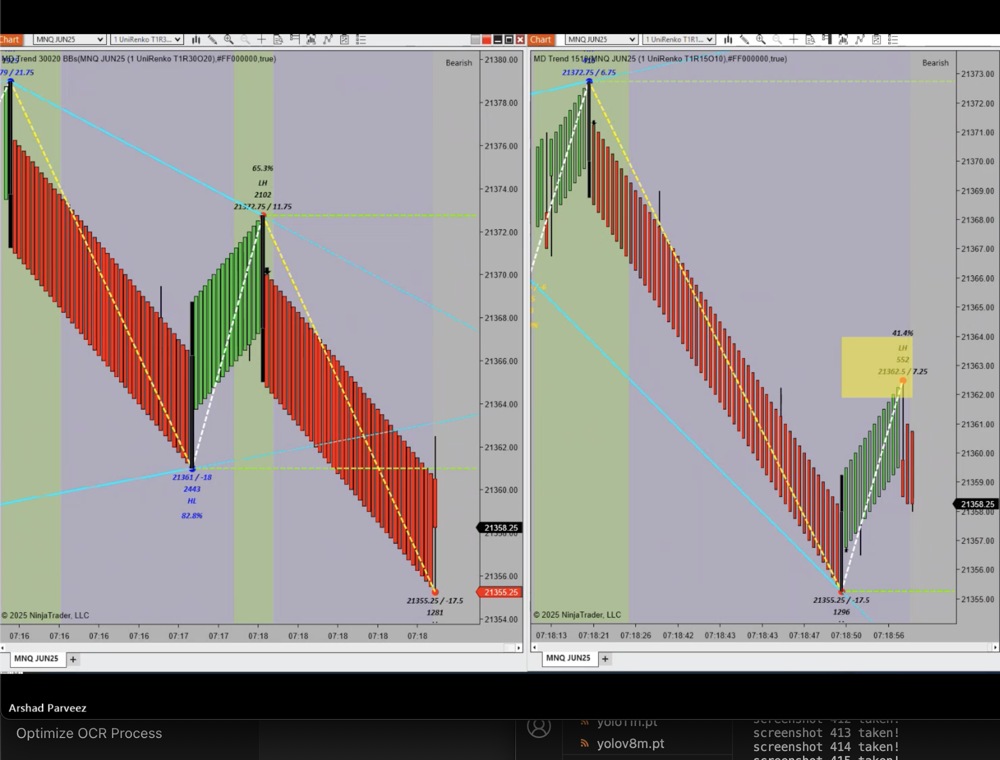 Chart
MNQ JUN25
1 UniRenko T1R3...
MD Trend 30020 BBs(MNQ JUN25 (1 UniRenko T1R30O20),#FF000000,true)
Bearish
79 / 21.75
65.3%
LH
2102
21372.75 / 11.75
21361 / -18
2443
HL
82.8%
21355.25 / -17.5
1281
© 2025 NinjaTrader, LLC
21380.00
21378.00
21376.00
21374.00
21372.00
21370.00
21368.00
21366.00
21364.00
21362.00
21360.00
21358.25
21356.00
21355.25
21354.00
07:16
07:16
07:16
07:17
07:17
07:17
07:18
07:18
07:18
07:18
07:18
MNQ JUN25
+
Chart
MNQ JUN25
1 UniRenko T1R1...
(MNQ JUN25 (1 UniRenko T1R15O10),#FF000000,true)
Bearish
21372.75 / 6.75
41.4%
LH
552
21362.5 / 7.25
21355.25 / -17.5
1296
© 2025 NinjaTrader, LLC
21373.00
21372.00
21371.00
21370.00
21369.00
21368.00
21367.00
21366.00
21365.00
21364.00
21363.00
21362.00
21361.00
21360.00
21359.00
21358.25
21357.00
21356.00
21355.00
07:18:13
07:18:21
07:18:26
07:18:42
07:18:43
07:18:43
07:18:47
07:18:50
07:18:56
MNQ JUN25
+
Arshad Parveez
Optimize OCR Process
yolo11n.pt
yolov8m.pt
screenshot 412 taken!
screenshot 413 taken!
screenshot 414 taken!
screenshot 415 taken!